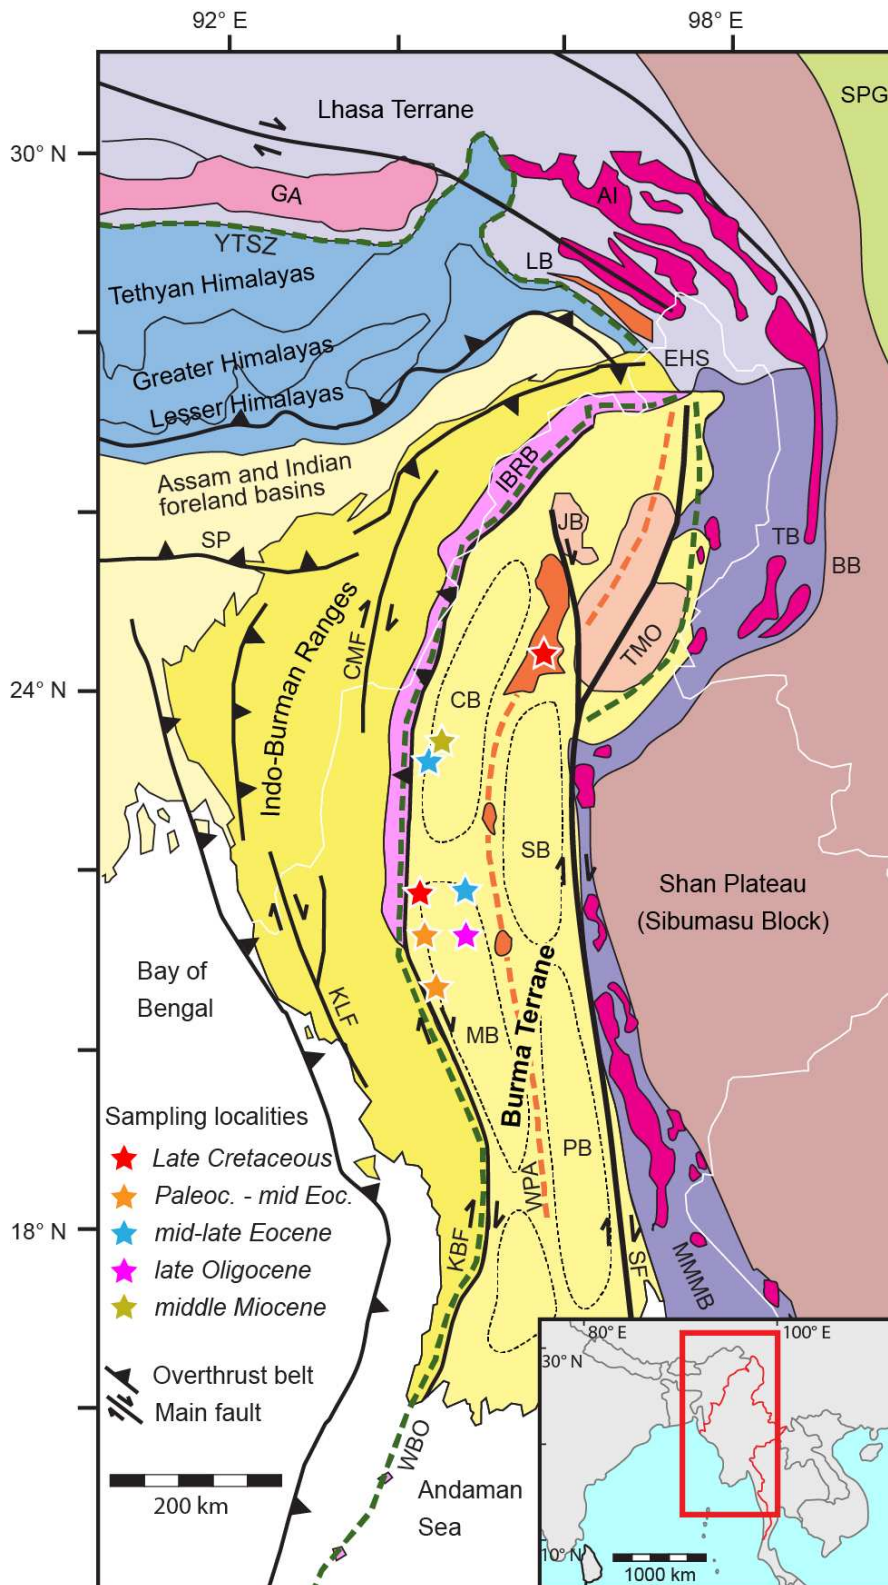 92° E
98° E
SPG
Lhasa Terrane
30° N
GA
AI
YTSZ
LB
Tethyan Himalayas
Greater Himalayas
EHS
Lesser Himalayas
IBRB
Assam and Indian
foreland basins
SP
JB
TB
BB
Indo-Burman Ranges
CMF
TMO
24° N
CB
SB
Shan Plateau
(Sibumasu Block)
Bay of
Bengal
KLF
MB
Burma Terrane
Sampling localities
Late Cretaceous
PB
WPA
Paleoc. - mid Eoc.
18° N
mid-late Eocene
KBF
SF
MMMB
late Oligocene
middle Miocene
80° E
100° E
30° N
Overthrust belt
Main fault
WBO
200 km
Andaman
Sea
10° N
1000 km